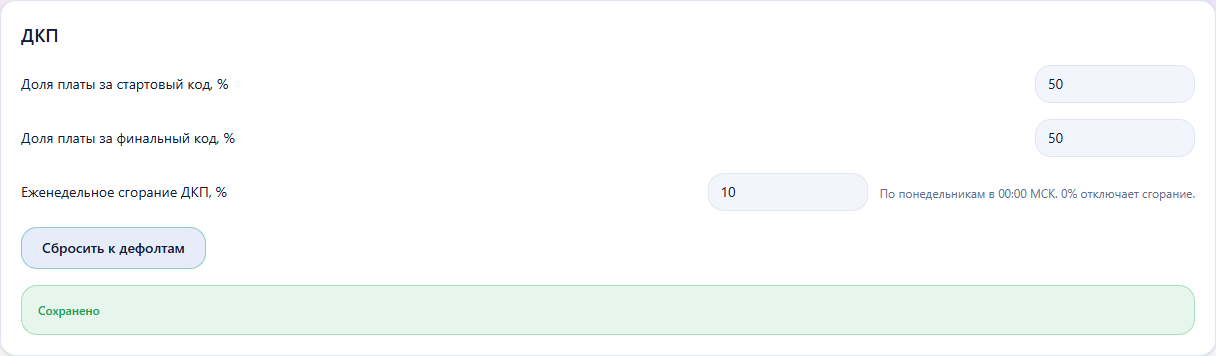 ДКП
Доля платы за стартовый код, % 50
Доля платы за финальный код, % 50
Еженедельное сгорание ДКП, % 10 По понедельникам в 00:00 МСК. 0% отключает сгорание.
Сбросить к дефолтам
Сохранено